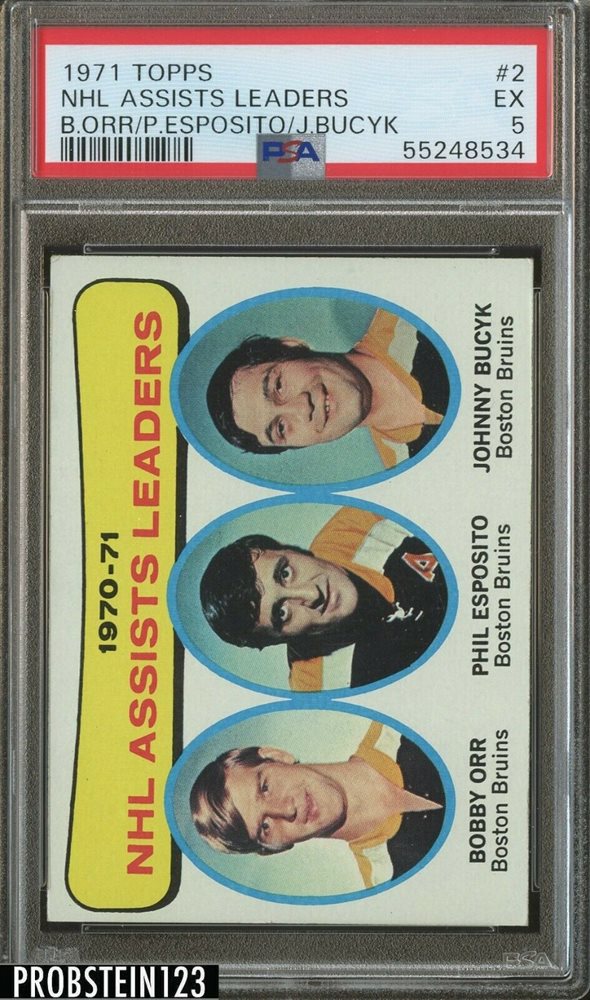 1971 TOPPS #2
NHL ASSISTS LEADERS EX
B.ORR/P.ESPOSITO/J.BUCYK 5
PSA 55248534
1970-71
NHL ASSISTS LEADERS
A
BOBBY ORR
Boston Bruins
PHIL ESPOSITO
Boston Bruins
JOHNNY BUCYK
Boston Bruins
PSA
PROBSTEIN123